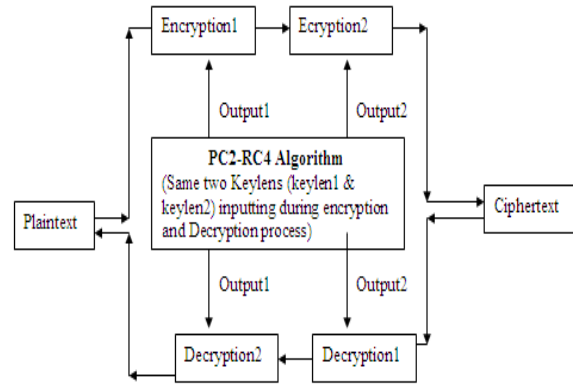 Encryption1
Ecryption2
Output1
Output2
PC2-RC4 Algorithm
(Same two Keylens (keylen1 &
keylen2) inputting during encryption
and Decryption process)
Plaintext
Ciphertext
Output1
Output2
Decryption2
Decryption1